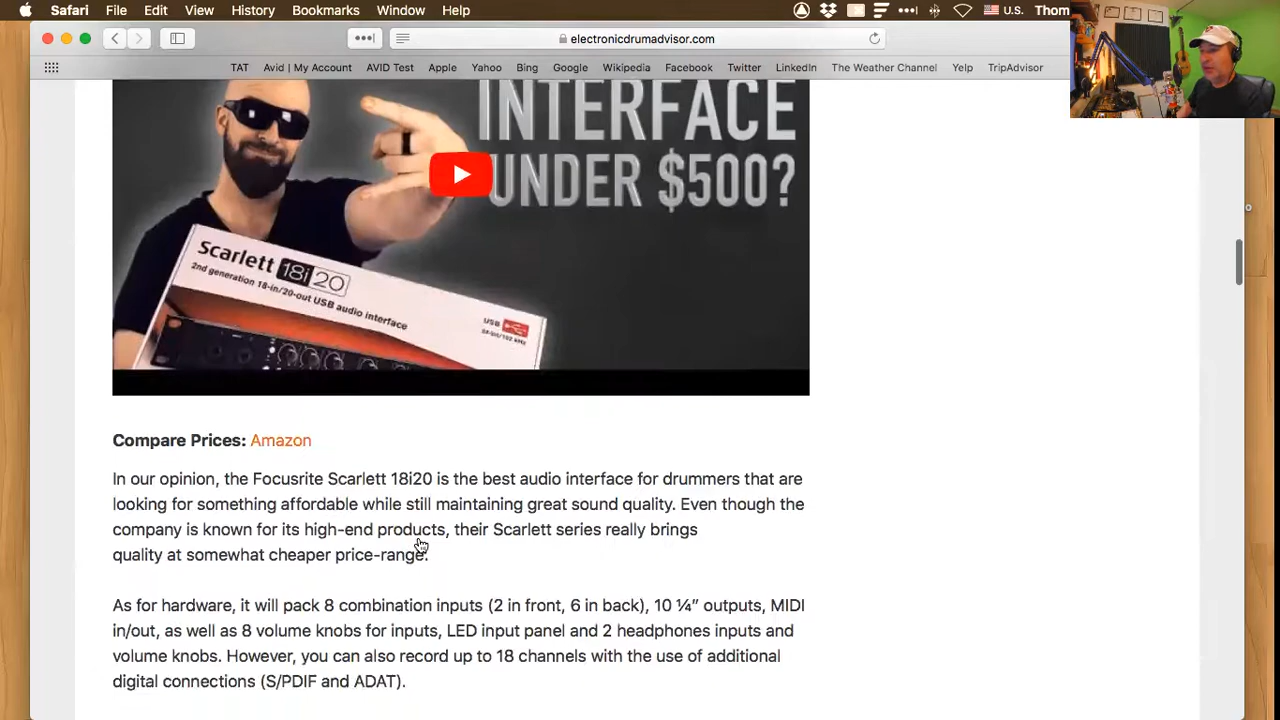 Safari File Edit View History Bookmarks Window Help U.S. Thom
electronicdrumadvisor.com
TAT Avid | My Account AVID Test Apple Yahoo Bing Google Wikipedia Facebook Twitter LinkedIn The Weather Channel Yelp TripAdvisor
INTERFACE
UNDER $500?
Scarlett 18i20
2nd generation 18-in/20-out USB audio interface
USB
24-bit/192 kHz
Compare Prices: Amazon
In our opinion, the Focusrite Scarlett 18i20 is the best audio interface for drummers that are
looking for something affordable while still maintaining great sound quality. Even though the
company is known for its high-end products, their Scarlett series really brings
quality at somewhat cheaper price-range.
As for hardware, it will pack 8 combination inputs (2 in front, 6 in back), 10 ¼” outputs, MIDI
in/out, as well as 8 volume knobs for inputs, LED input panel and 2 headphones inputs and
volume knobs. However, you can also record up to 18 channels with the use of additional
digital connections (S/PDIF and ADAT).